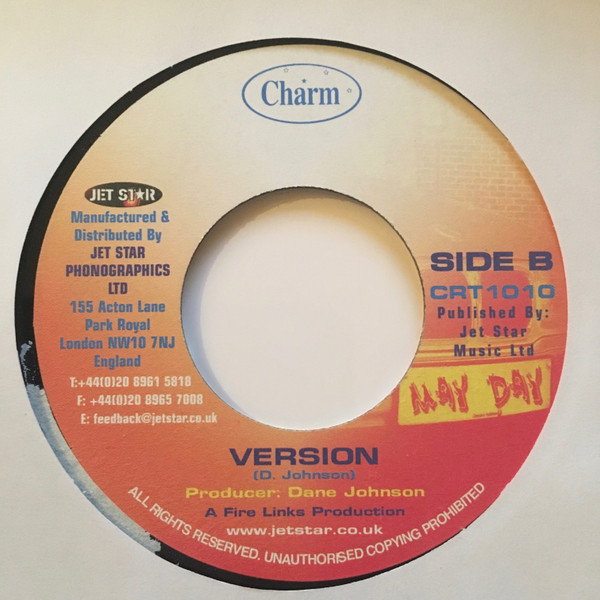 Charm
JET STAR
Manufactured &
Distributed By
JET STAR
PHONOGRAPHICS
LTD
155 Acton Lane
Park Royal
London NW10 7NJ
England
T:+44(0)20 8961 5818
F: +44(0)20 8965 7008
E: feedback@jetstar.co.uk
SIDE B
CRT1010
Published By:
Jet Star
Music Ltd
MAY DAY
VERSION
(D. Johnson)
Producer: Dane Johnson
A Fire Links Production
www.jetstar.co.uk
ALL RIGHTS RESERVED. UNAUTHORISED COPYING PROHIBITED